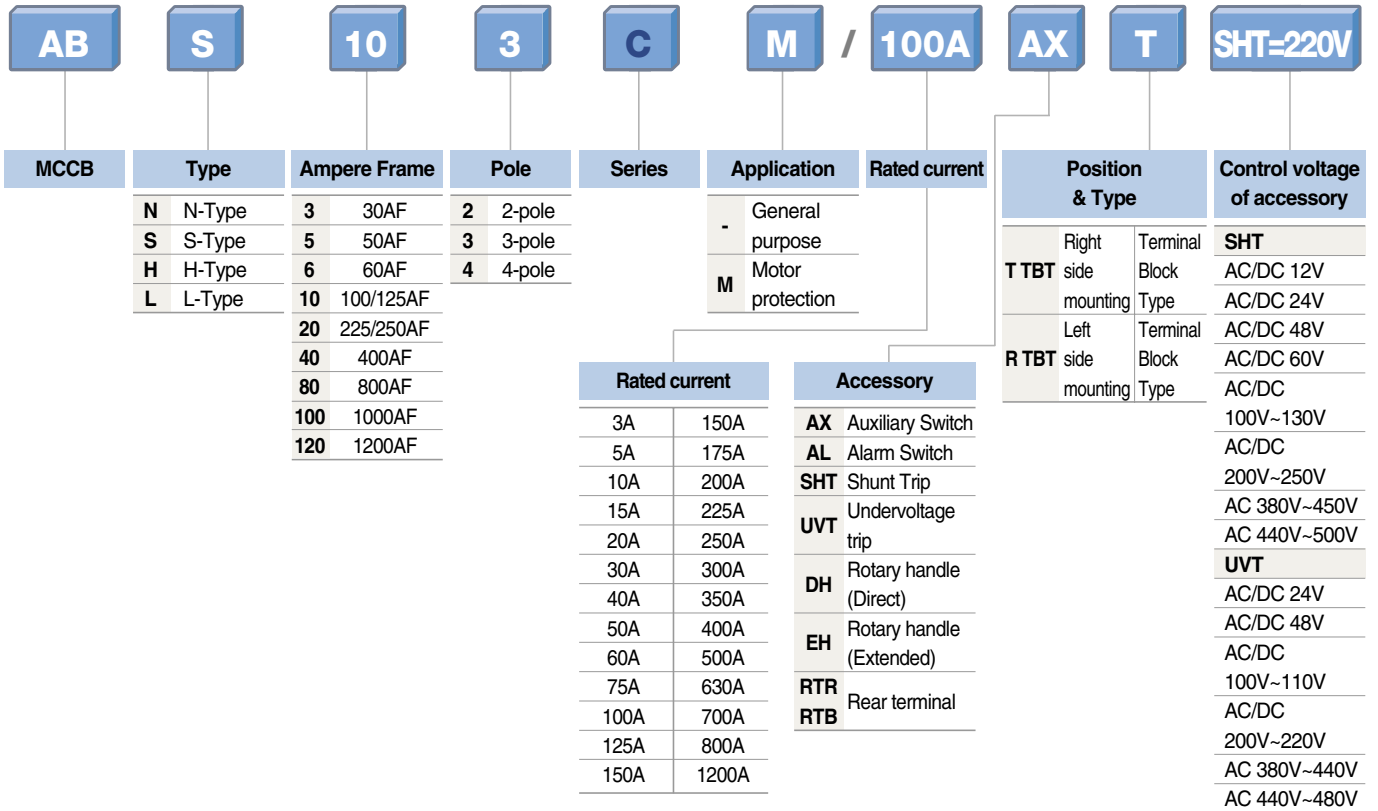 AB S 10 3 C M / 100A AX T SHT=220V
MCCB
Type
N N-Type
S S-Type
H H-Type
L L-Type
Ampere Frame
3 30AF
5 50AF
6 60AF
10 100/125AF
20 225/250AF
40 400AF
80 800AF
100 1000AF
120 1200AF
Pole
2 2-pole
3 3-pole
4 4-pole
Series
Application
- General
purpose
M Motor
protection
Rated current
Rated current
3A 150A
5A 175A
10A 200A
15A 225A
20A 250A
30A 300A
40A 350A
50A 400A
60A 500A
75A 630A
100A 700A
125A 800A
150A 1200A
Accessory
AX Auxiliary Switch
AL Alarm Switch
SHT Shunt Trip
UVT Undervoltage
trip
DH Rotary handle
(Direct)
EH Rotary handle
(Extended)
RTR
RTB
Rear terminal
Position
& Type
Right Terminal
T TBT side Block
mounting Type
Left Terminal
R TBT side Block
mounting Type
Control voltage
of accessory
SHT
AC/DC 12V
AC/DC 24V
AC/DC 48V
AC/DC 60V
AC/DC
100V~130V
AC/DC
200V~250V
AC 380V~450V
AC 440V~500V
UVT
AC/DC 24V
AC/DC 48V
AC/DC
100V~110V
AC/DC
200V~220V
AC 380V~440V
AC 440V~480V